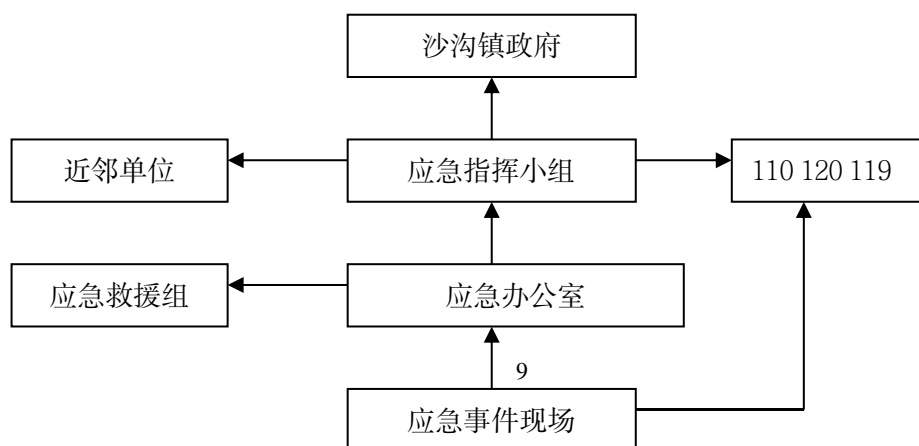 沙沟镇政府
近邻单位
应急指挥小组
110 120 119
应急救援组
应急办公室
9
应急事件现场